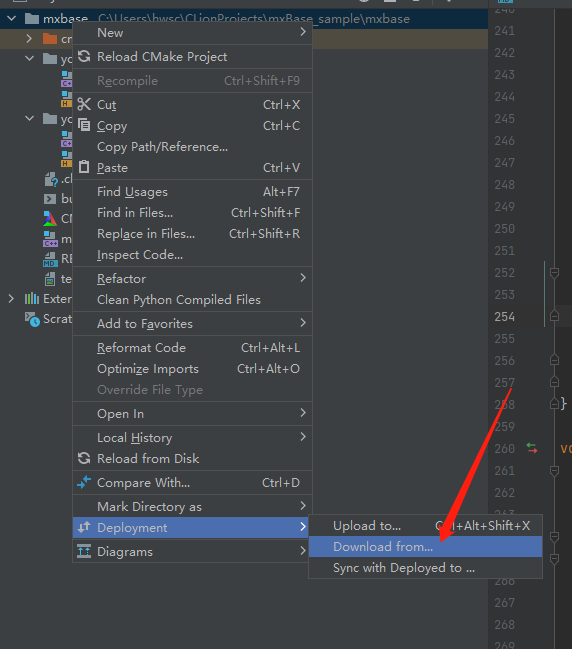 mxbase C:\Users\hwsc\CLionProjects\mxBase_sample\mxbase
New
Reload CMake Project
Recompile Ctrl+Shift+F9
Cut Ctrl+X
Copy Ctrl+C
Copy Path/Reference...
Paste Ctrl+V
Find Usages Alt+F7
Find in Files... Ctrl+Shift+F
Replace in Files... Ctrl+Shift+R
Inspect Code...
Refactor
Clean Python Compiled Files
Add to Favorites
Reformat Code Ctrl+Alt+L
Optimize Imports Ctrl+Alt+O
Override File Type
Open In
Local History
Reload from Disk
Compare With... Ctrl+D
Mark Directory as
Deployment
Diagrams
Upload to... Ctrl+Alt+Shift+X
Download from...
Sync with Deployed to ...
cm
yo
yo
.cl
bu
CM
m
RE
te
Exter
Scrat
241
242
243
244
245
246
247
248
249
250
251
252
253
254
255
256
257
258 }
259
260 vo
261
262
263
266
267
268
269